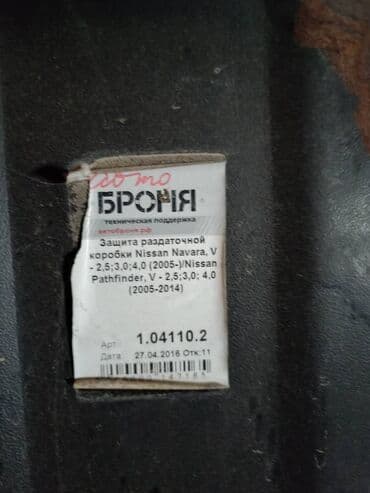 БРОНЯ
техническая поддержка
автоброня.рф
Защита раздаточной
коробки Nissan Navara, V
- 2,5;3,0;4,0 (2005-)/Nissan
Pathfinder, V - 2,5;3,0; 4,0
(2005-2014)
Арт. 1.04110.2
Дата: 27.04.2016 Отк:11